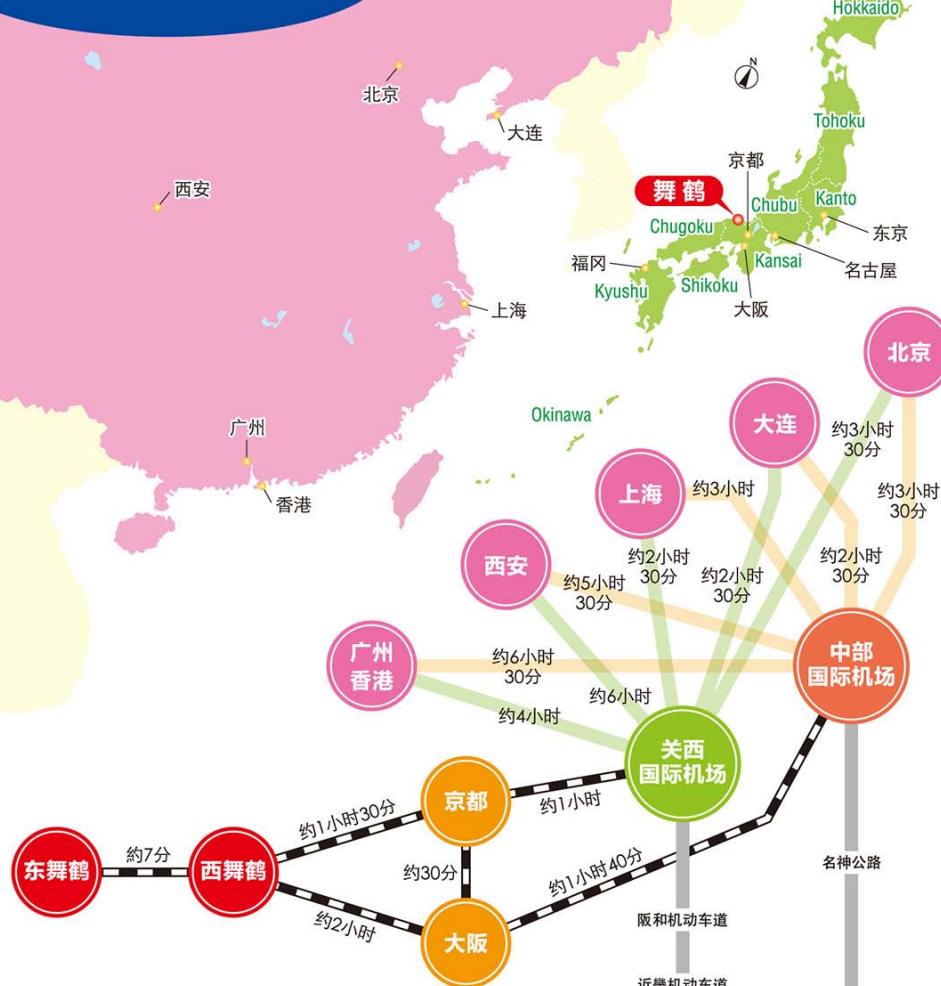 Hokkaido
N
北京
大连
Tohoku
京都
西安
舞鹤
Chubu
Kanto
Chugoku
东京
福冈
Kansai
名古屋
Kyushu
Shikoku
大阪
上海
Okinawa
广州
香港
北京
大连
约3小时
30分
上海
约3小时
约3小时
30分
西安
约2小时
30分
约2小时
30分
约2小时
30分
约5小时
30分
广州
香港
约6小时
30分
中部
国际机场
约6小时
约4小时
关西
国际机场
京都
约1小时
约1小时30分
东舞鹤
約7分
西舞鹤
约30分
约1小时40分
名神公路
约2小时
大阪
阪和机动车道
近畿机动车道